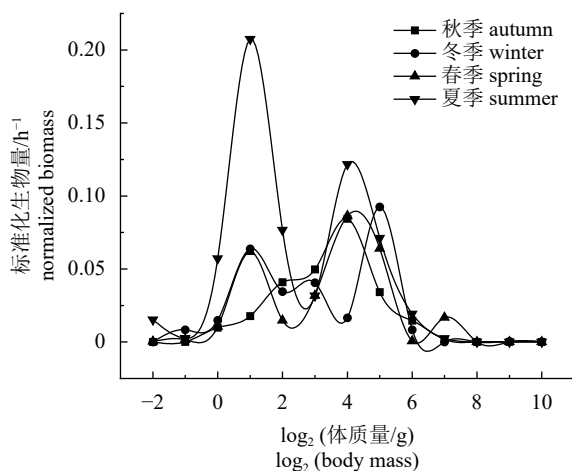 秋季 autumn
冬季 winter
春季 spring
夏季 summer
标准化生物量/h⁻¹
normalized biomass
0.20
0.15
0.10
0.05
0
−2 0 2 4 6 8 10
log₂ (体质量/g)
log₂ (body mass)